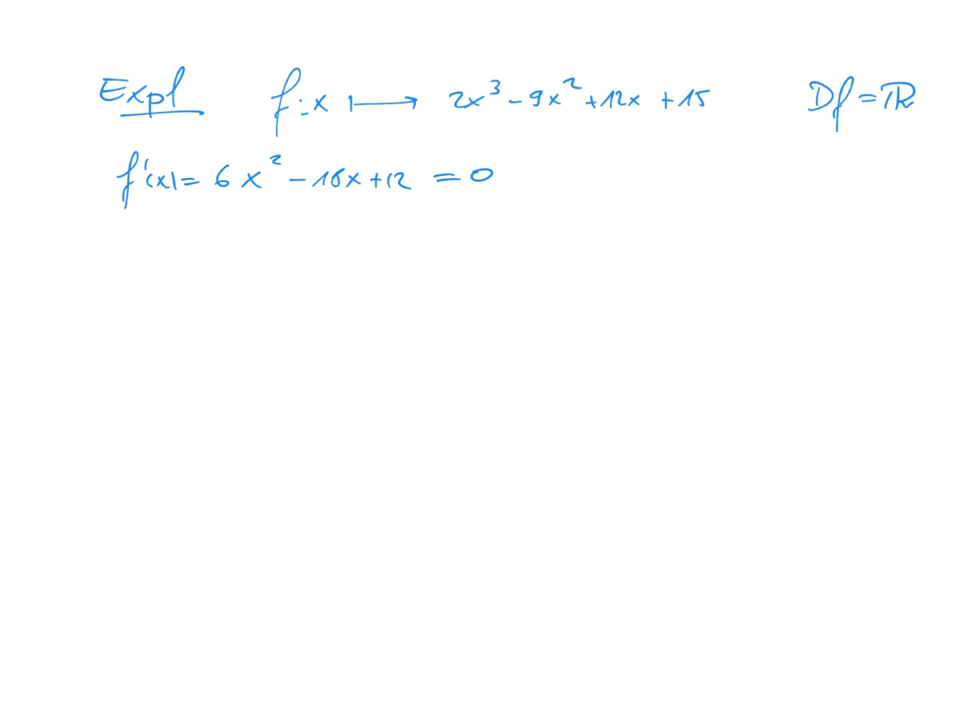 Expl f : x ⟼ 2x³ - 9x² + 12x + 15 Df = ℝ
f'(x) = 6x² - 18x + 12 = 0